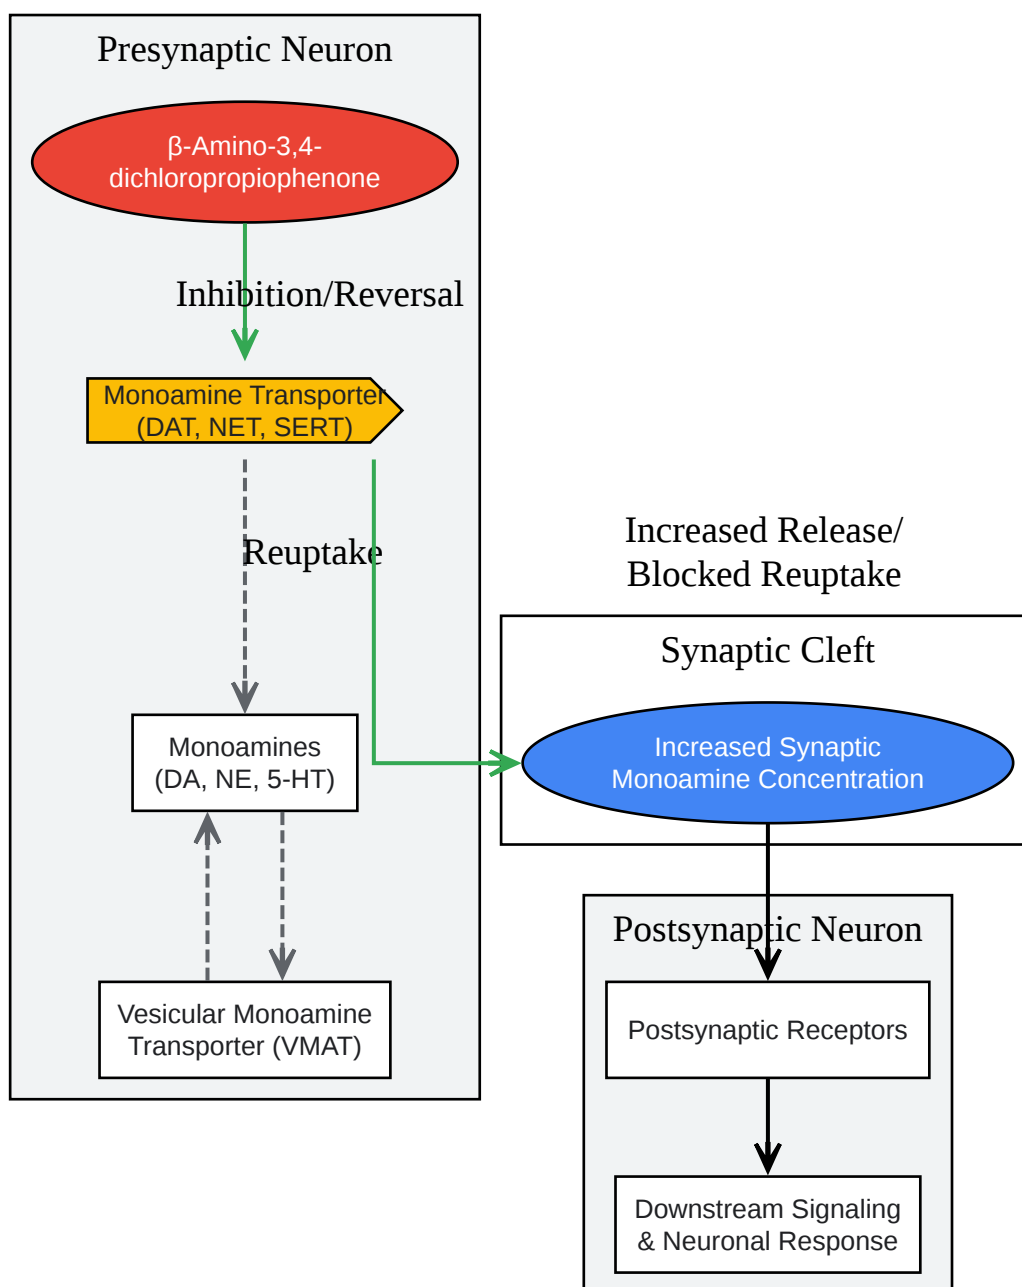 Presynaptic Neuron
β-Amino-3,4-
dichloropropiophenone
Inhibition/Reversal
Monoamine Transporter
(DAT, NET, SERT)
Reuptake
Increased Release/
Blocked Reuptake
Synaptic Cleft
Monoamines
(DA, NE, 5-HT)
Increased Synaptic
Monoamine Concentration
Postsynaptic Neuron
Vesicular Monoamine
Transporter (VMAT)
Postsynaptic Receptors
Downstream Signaling
& Neuronal Response